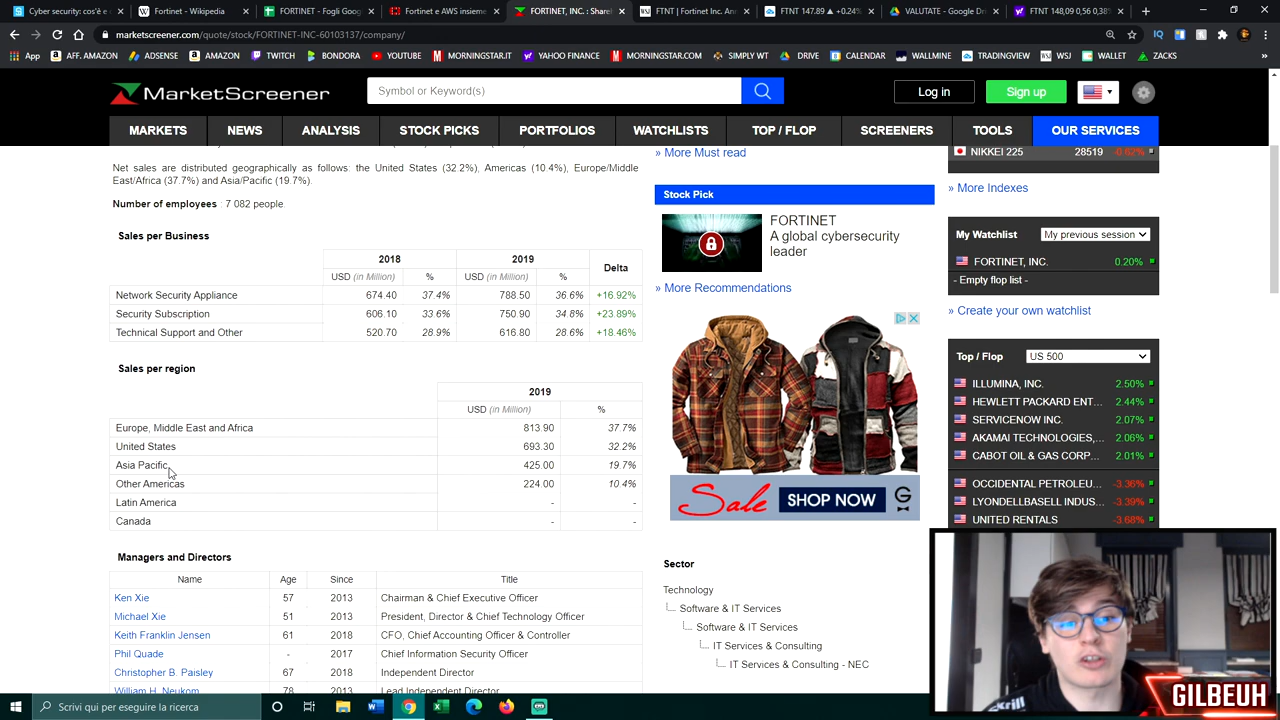 Cyber security: cos'è e
Fortinet - Wikipedia
FORTINET - Fogli Goog
Fortinet e AWS insieme
FORTINET, INC. : Shareh
FTNT | Fortinet Inc. Ann
FTNT 147.89 ▲ +0.24%
VALUTATE - Google Dri
FTNT 148,09 0,56 0,38%
marketscreener.com/quote/stock/FORTINET-INC-60103137/company/
App
AFF. AMAZON
ADSENSE
AMAZON
TWITCH
BONDORA
YOUTUBE
MORNINGSTAR.IT
YAHOO FINANCE
MORNINGSTAR.COM
SIMPLY WT
DRIVE
CALENDAR
WALLMINE
TRADINGVIEW
WSJ
WALLET
ZACKS
MarketScreener
Symbol or Keyword(s)
Log in
Sign up
MARKETS
NEWS
ANALYSIS
STOCK PICKS
PORTFOLIOS
WATCHLISTS
TOP / FLOP
SCREENERS
TOOLS
OUR SERVICES
Net sales are distributed geographically as follows: the United States (32.2%), Americas (10.4%), Europe/Middle
East/Africa (37.7%) and Asia/Pacific (19.7%).
Number of employees : 7 082 people.
Sales per Business
2018 2019 Delta
USD (in Million) % USD (in Million) %
Network Security Appliance 674.40 37.4% 788.50 36.6% +16.92%
Security Subscription 606.10 33.6% 750.90 34.8% +23.89%
Technical Support and Other 520.70 28.9% 616.80 28.6% +18.46%
Sales per region
2019
USD (in Million) %
Europe, Middle East and Africa 813.90 37.7%
United States 693.30 32.2%
Asia Pacific 425.00 19.7%
Other Americas 224.00 10.4%
Latin America - -
Canada - -
Managers and Directors
Name Age Since Title
Ken Xie 57 2013 Chairman & Chief Executive Officer
Michael Xie 51 2013 President, Director & Chief Technology Officer
Keith Franklin Jensen 61 2018 CFO, Chief Accounting Officer & Controller
Phil Quade - 2017 Chief Information Security Officer
Christopher B. Paisley 67 2018 Independent Director
William H. Neukom 78 2013 Lead Independent Director
» More Must read
Stock Pick
FORTINET
A global cybersecurity
leader
» More Recommendations
Sale SHOP NOW G
Sector
Technology
Software & IT Services
Software & IT Services
IT Services & Consulting
IT Services & Consulting - NEC
NIKKEI 225 28519 -0.62%
» More Indexes
My Watchlist My previous session
FORTINET, INC. 0.20%
- Empty flop list -
» Create your own watchlist
Top / Flop US 500
ILLUMINA, INC. 2.50%
HEWLETT PACKARD ENT... 2.44%
SERVICENOW INC. 2.07%
AKAMAI TECHNOLOGIES,... 2.06%
CABOT OIL & GAS CORP... 2.01%
OCCIDENTAL PETROLEU... -3.36%
LYONDELLBASELL INDUS... -3.39%
UNITED RENTALS -3.68%
GILBEUH
Scrivi qui per eseguire la ricerca